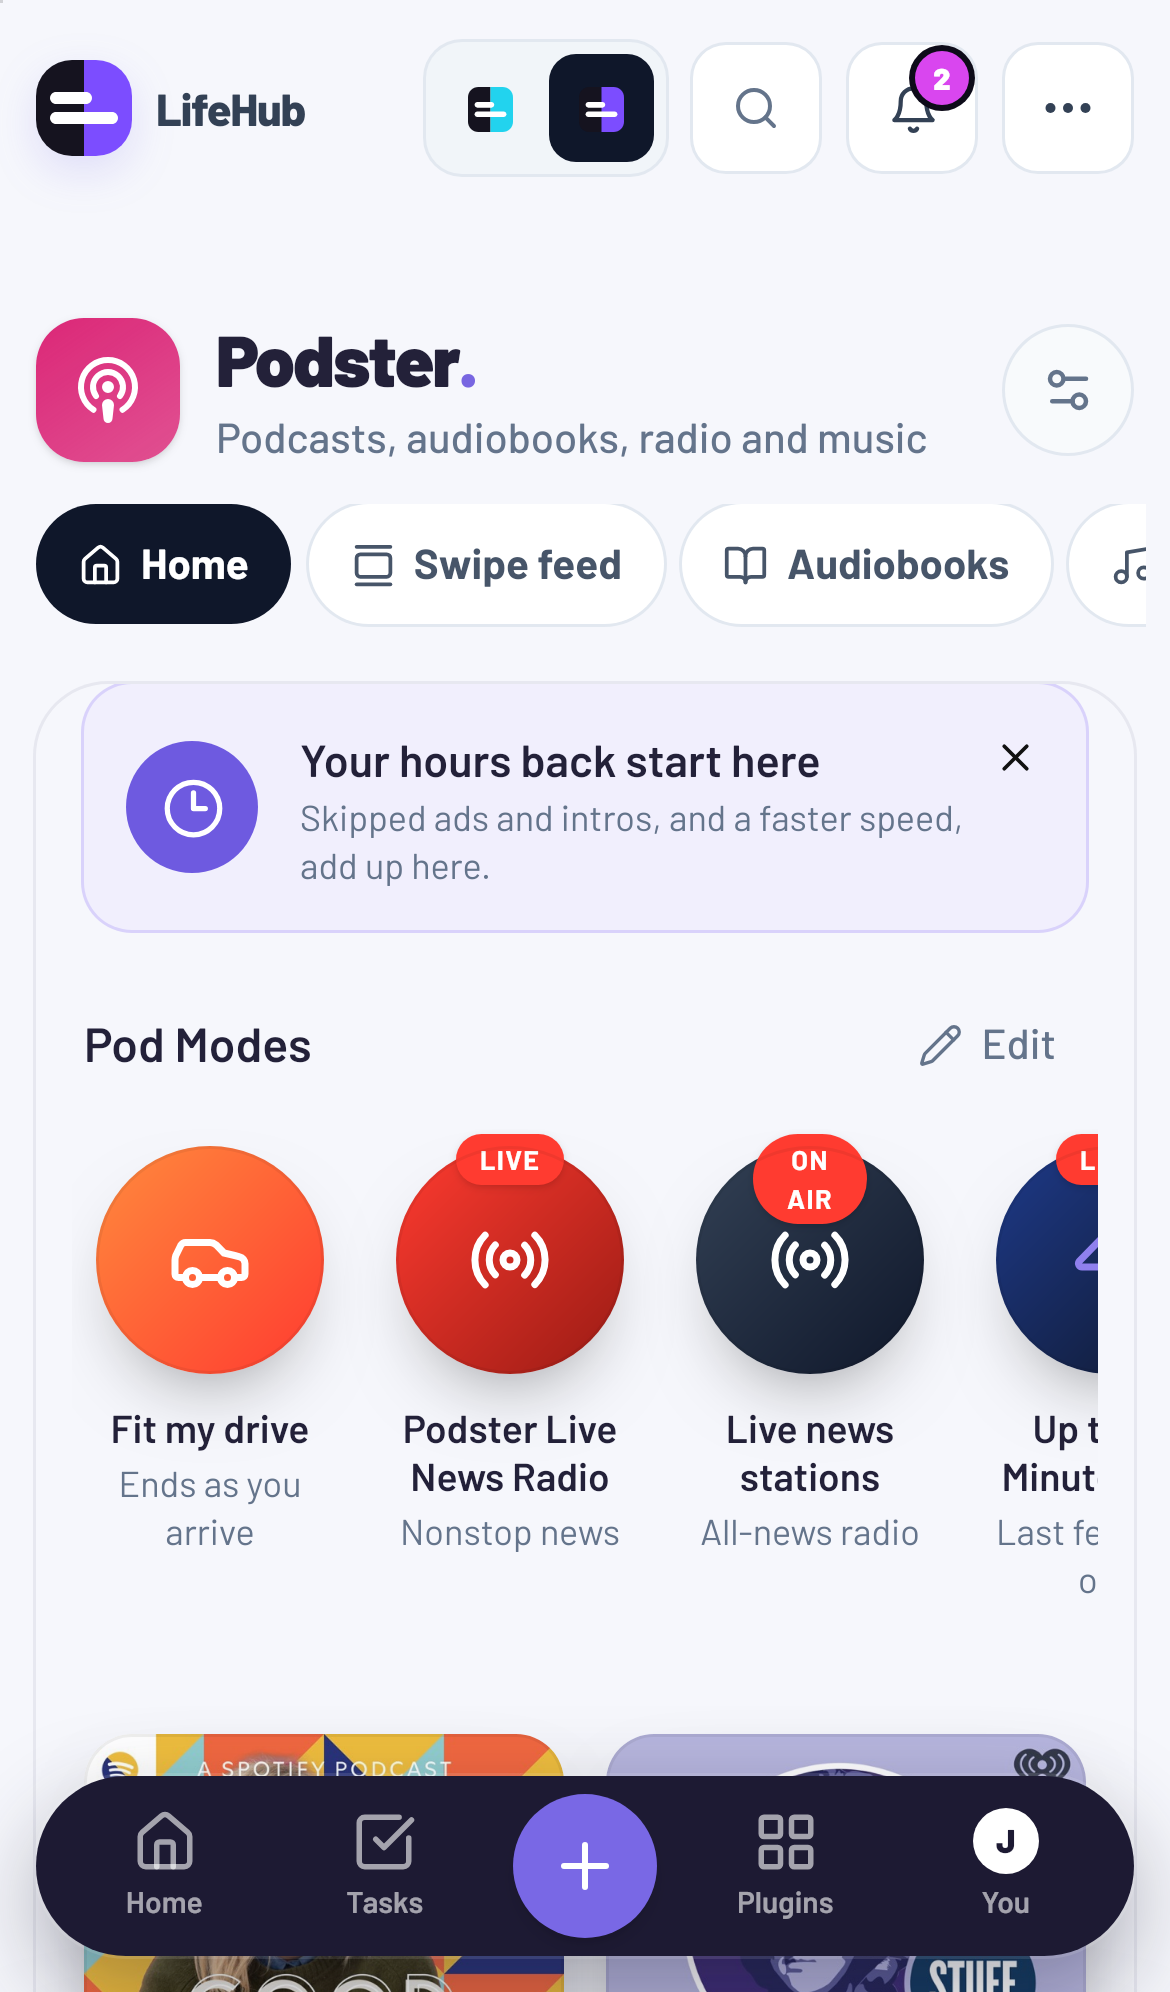 LifeHub
2
Podster.
Podcasts, audiobooks, radio and music
Home
Swipe feed
Audiobooks
Your hours back start here
Skipped ads and intros, and a faster speed,
add up here.
Pod Modes
Edit
LIVE
ON
AIR
Fit my drive
Ends as you
arrive
Podster Live
News Radio
Nonstop news
Live news
stations
All-news radio
Up
Last
A SPOTIFY PODCAST
Home
Tasks
Plugins
J
You
STUFF